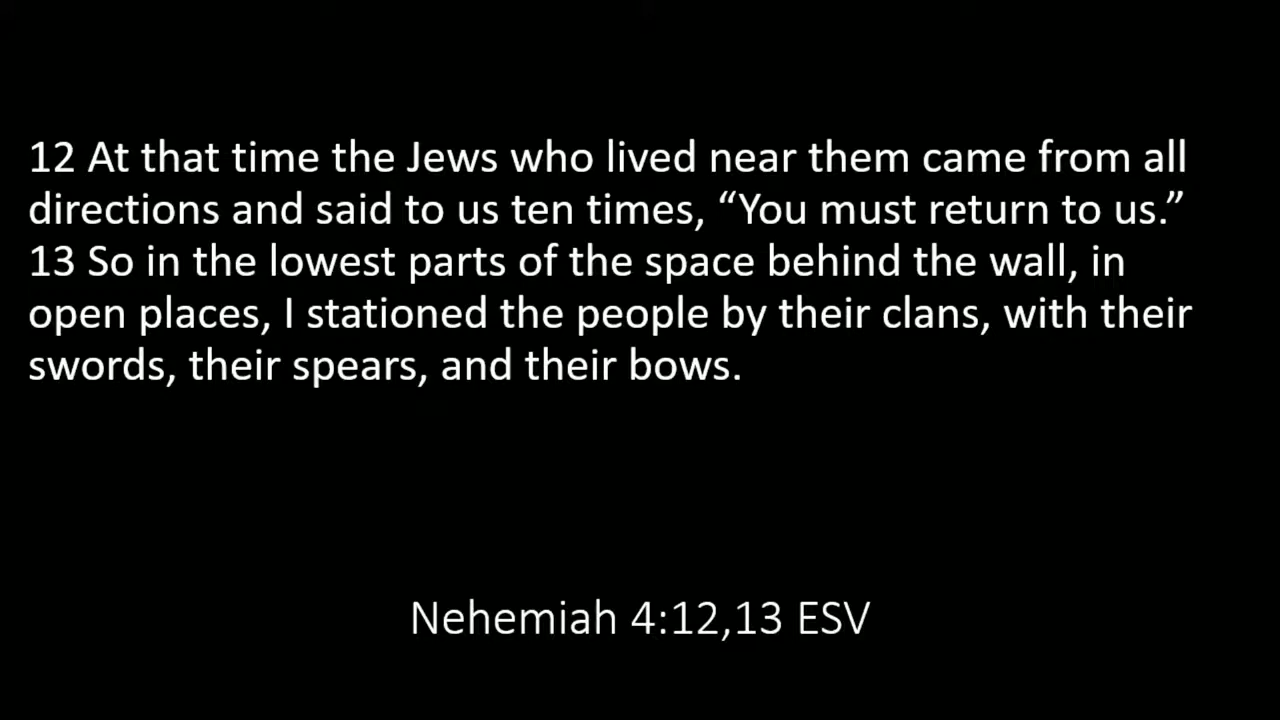 12 At that time the Jews who lived near them came from all
directions and said to us ten times, “You must return to us.”
13 So in the lowest parts of the space behind the wall, in
open places, I stationed the people by their clans, with their
swords, their spears, and their bows.
Nehemiah 4:12,13 ESV